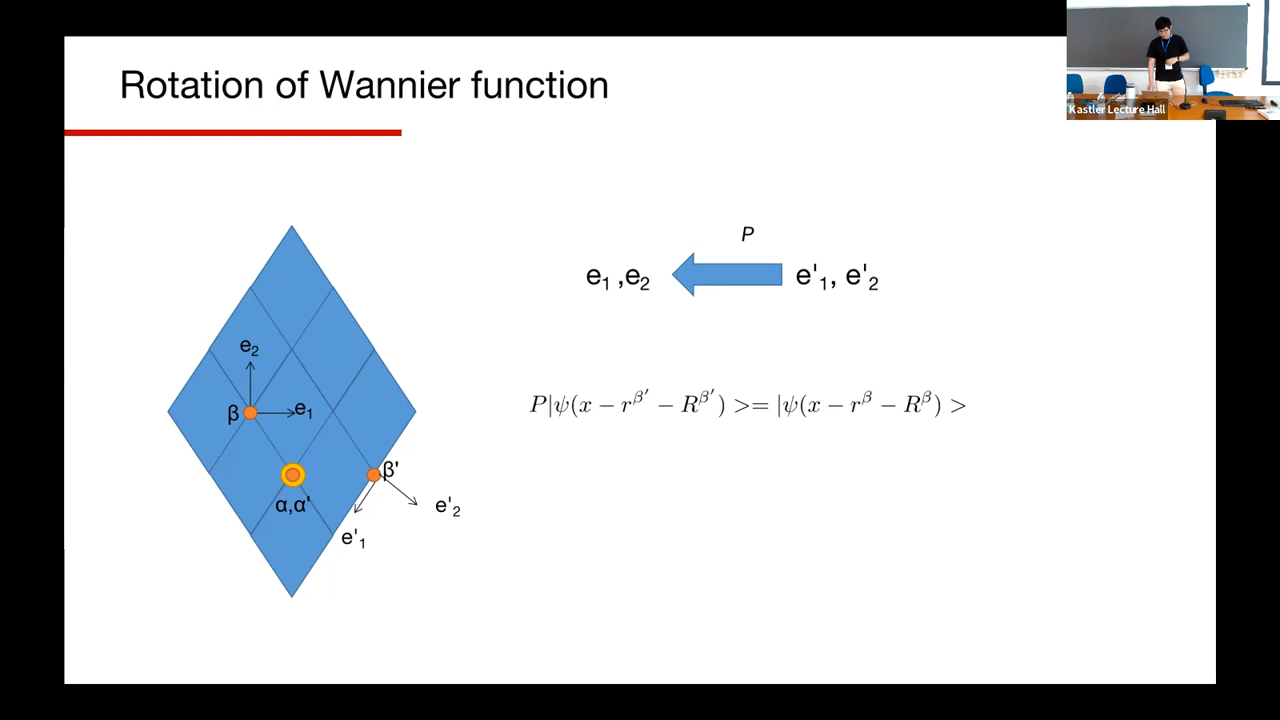 Rotation of Wannier function
Kastler Lecture Hall
P
e₁ ,e₂
e'₁, e'₂
e₂
β
e₁
P|ψ(x − r^{β'} − R^{β'}) >= |ψ(x − r^{β} − R^{β}) >
β'
α,α'
e'₂
e'₁